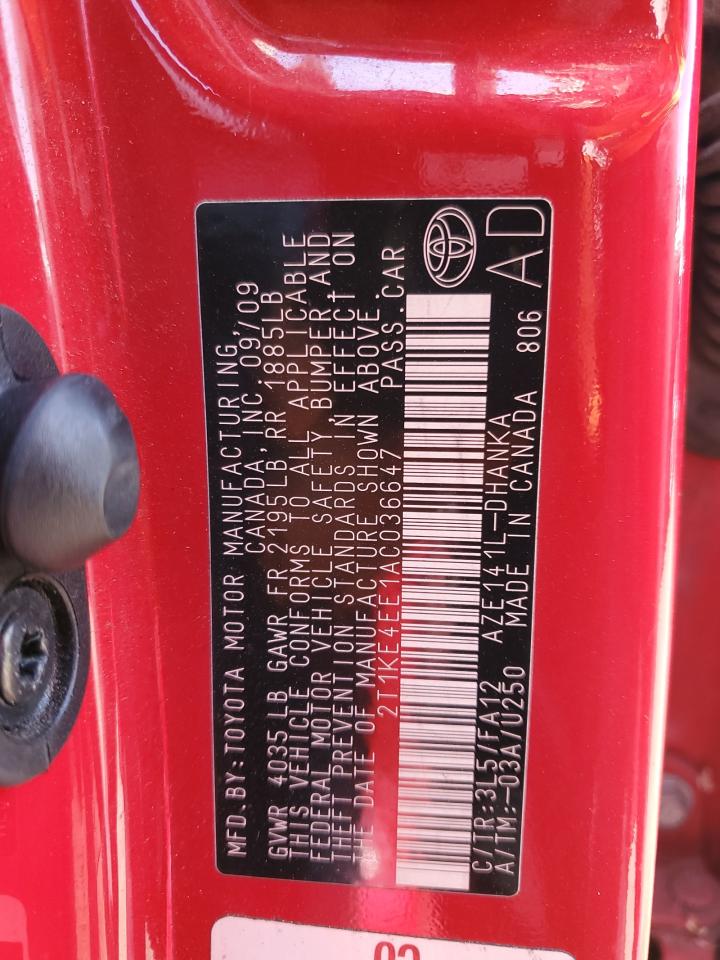 MFD. BY: TOYOTA MOTOR MANUFACTURING,
CANADA, INC. 09/09
GVWR 4035LB GAWR FR 2195LB, RR 1885LB
THIS VEHICLE CONFORMS TO ALL APPLICABLE
FEDERAL MOTOR VEHICLE SAFETY, BUMPER AND
THEFT PREVENTION STANDARDS IN EFFECT ON
THE DATE OF MANUFACTURE SHOWN ABOVE.
2T1KE4EE1AC036647 PASS. CAR
C/TR:3L5/FA12 AZE141L-DHANKA
A/TM:-03A/U250 MADE IN CANADA 806
AD